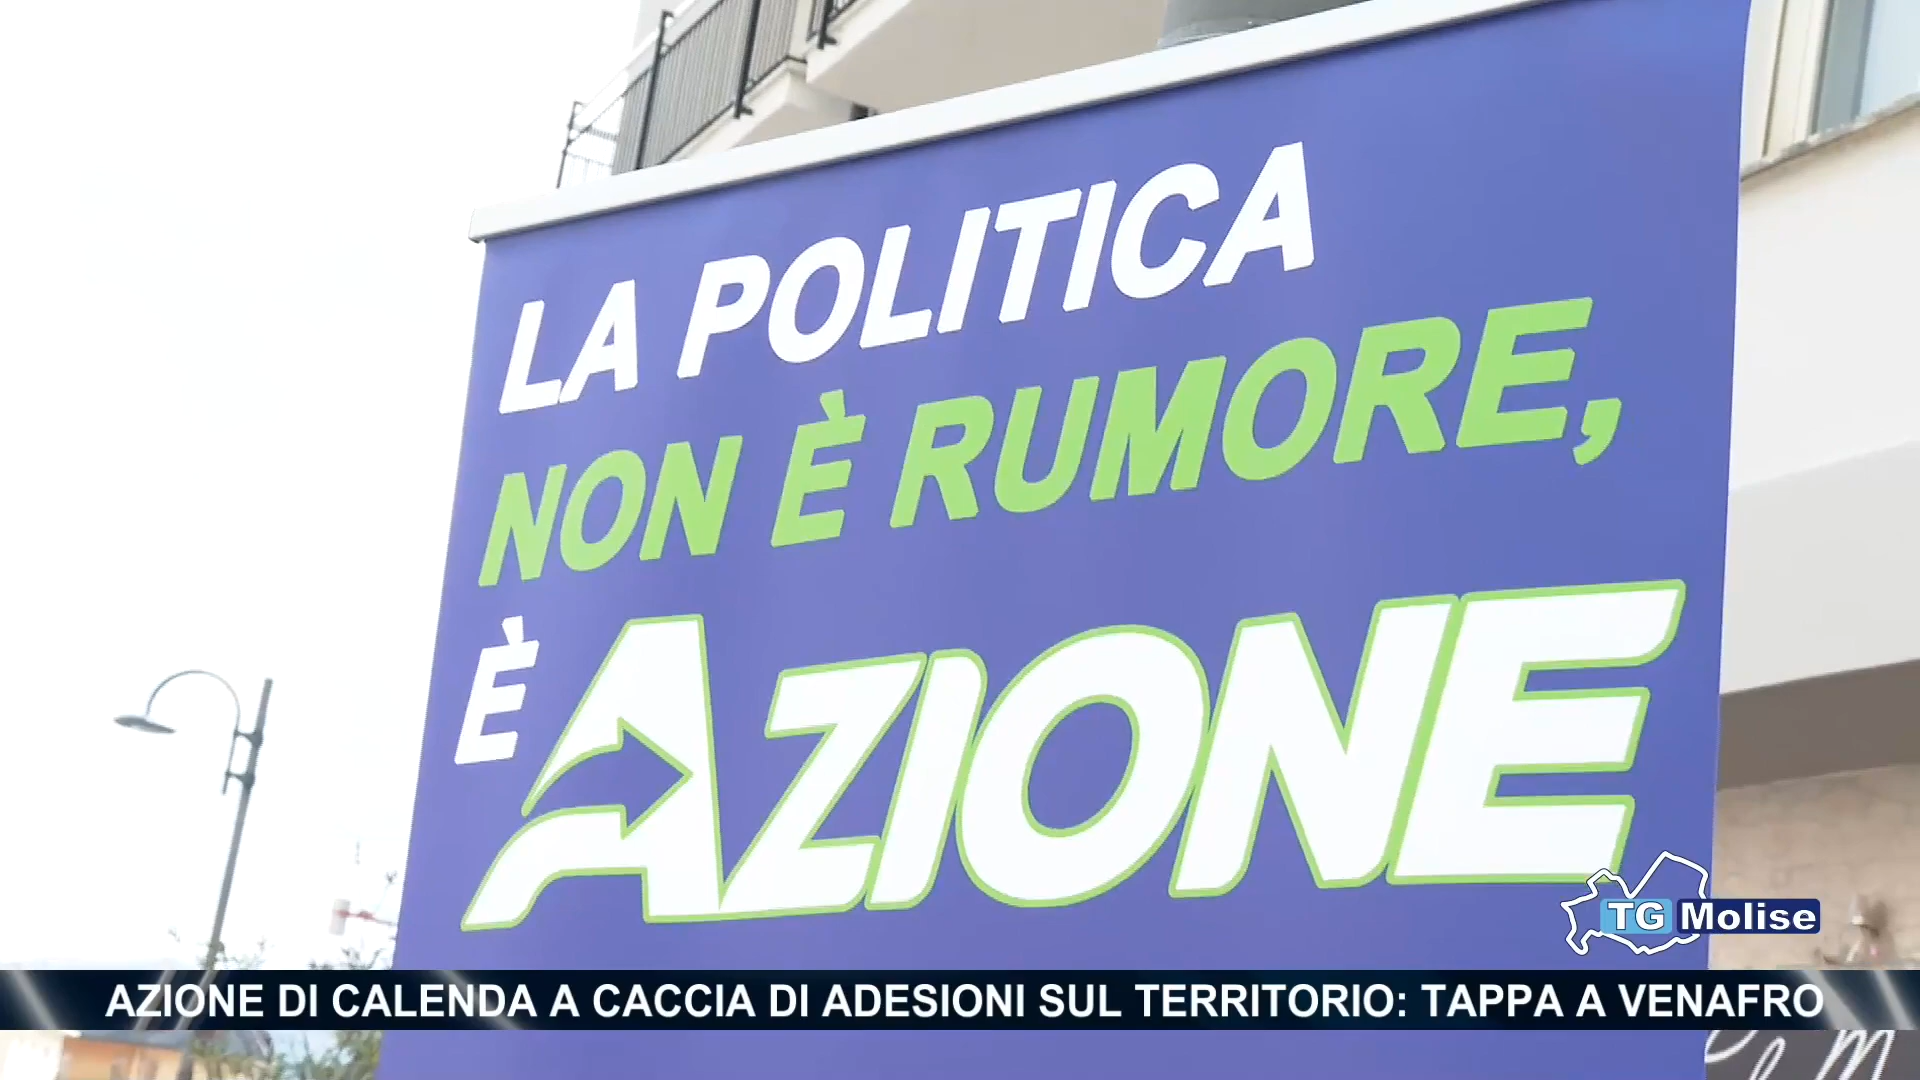 LA POLITICA
NON È RUMORE,
È AZIONE
TG Molise
AZIONE DI CALENDA A CACCIA DI ADESIONI SUL TERRITORIO: TAPPA A VENAFRO